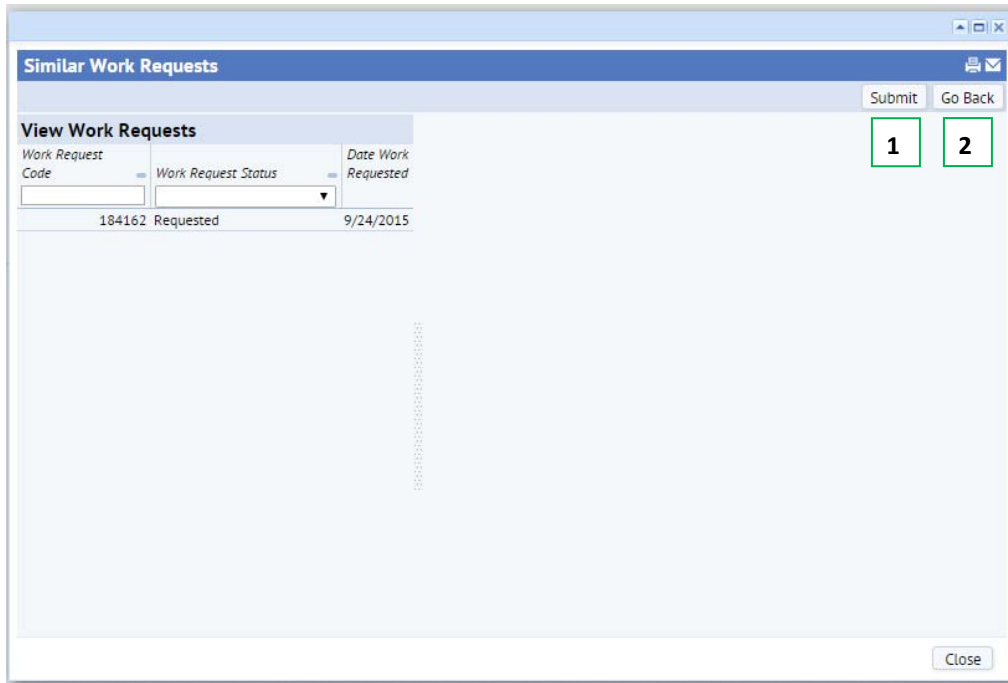 Similar Work Requests
Submit Go Back
1 2
View Work Requests
Work Request Date Work
Code Work Request Status Requested
184162 Requested 9/24/2015
Close